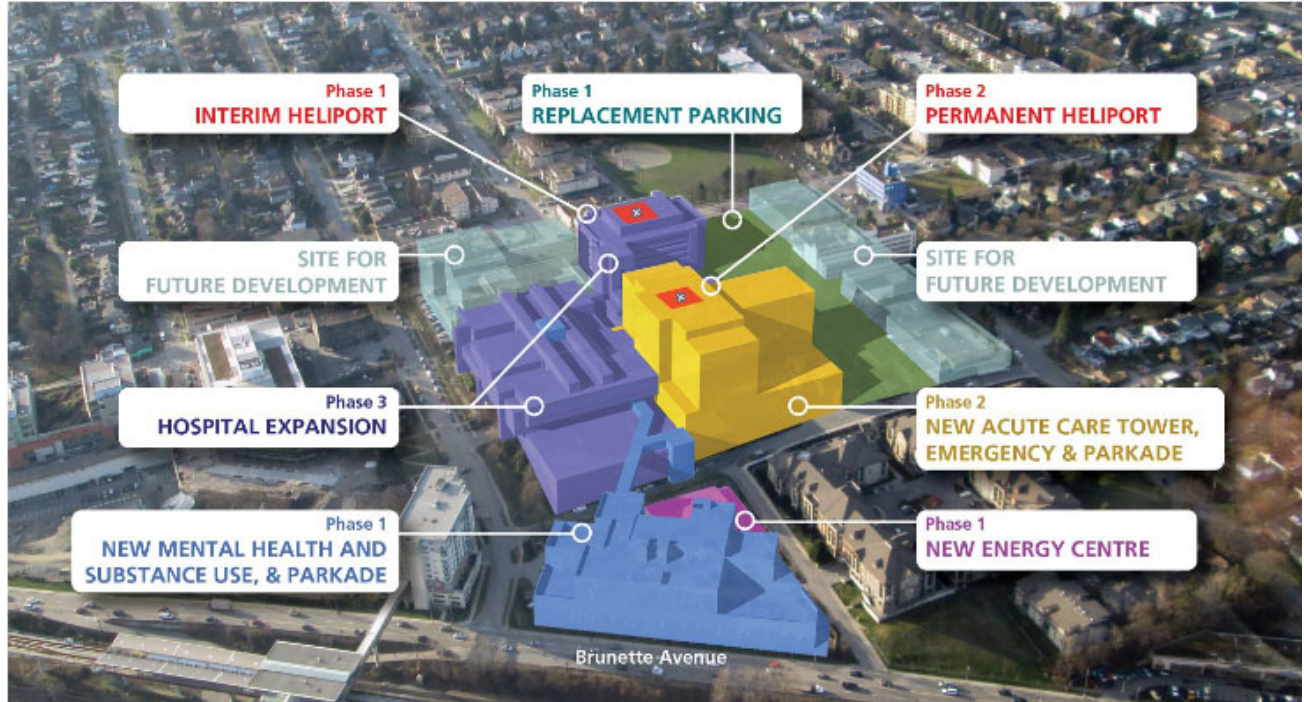 Phase 1
INTERIM HELIPORT
Phase 1
REPLACEMENT PARKING
Phase 2
PERMANENT HELIPORT
SITE FOR
FUTURE DEVELOPMENT
SITE FOR
FUTURE DEVELOPMENT
Phase 3
HOSPITAL EXPANSION
Phase 2
NEW ACUTE CARE TOWER,
EMERGENCY & PARKADE
Phase 1
NEW MENTAL HEALTH AND
SUBSTANCE USE, & PARKADE
Phase 1
NEW ENERGY CENTRE
Brunette Avenue